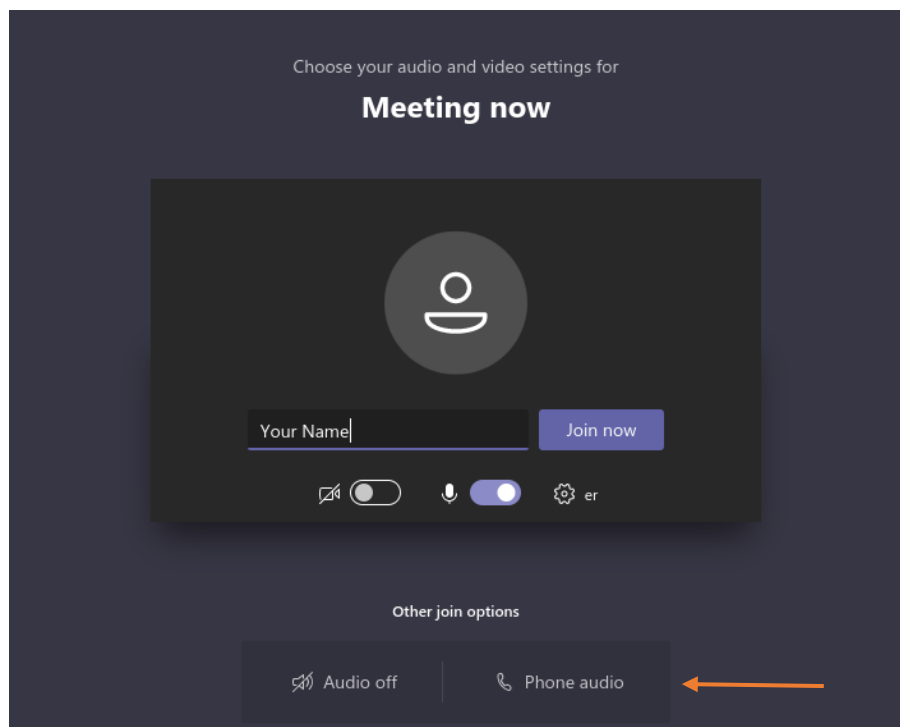 Choose your audio and video settings for
Meeting now
Your Name
Join now
er
Other join options
Audio off
Phone audio